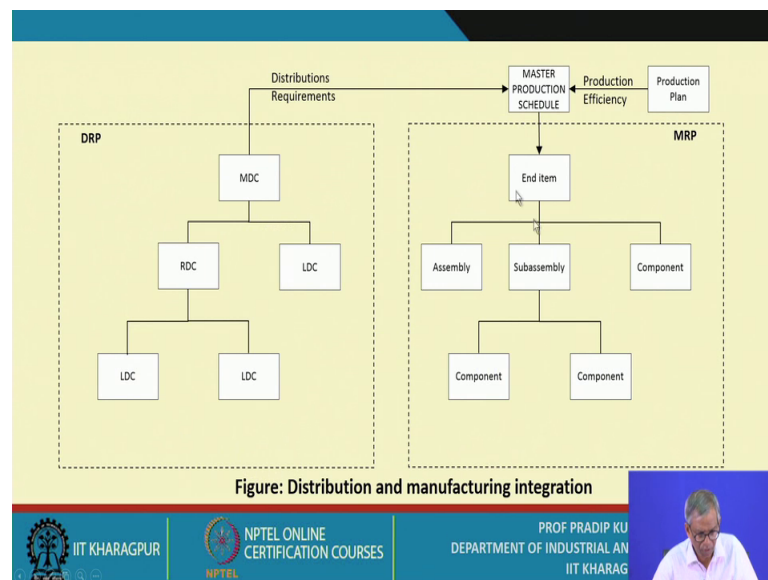 Distributions
Requirements
MASTER
PRODUCTION
SCHEDULE
Production
Efficiency
Production
Plan
DRP
MRP
MDC
End item
RDC
LDC
Assembly
Subassembly
Component
LDC
LDC
Component
Component
Figure: Distribution and manufacturing integration
IIT KHARAGPUR
NPTEL
NPTEL ONLINE
CERTIFICATION COURSES
PROF PRADIP KU
DEPARTMENT OF INDUSTRIAL AN
IIT KHARAG